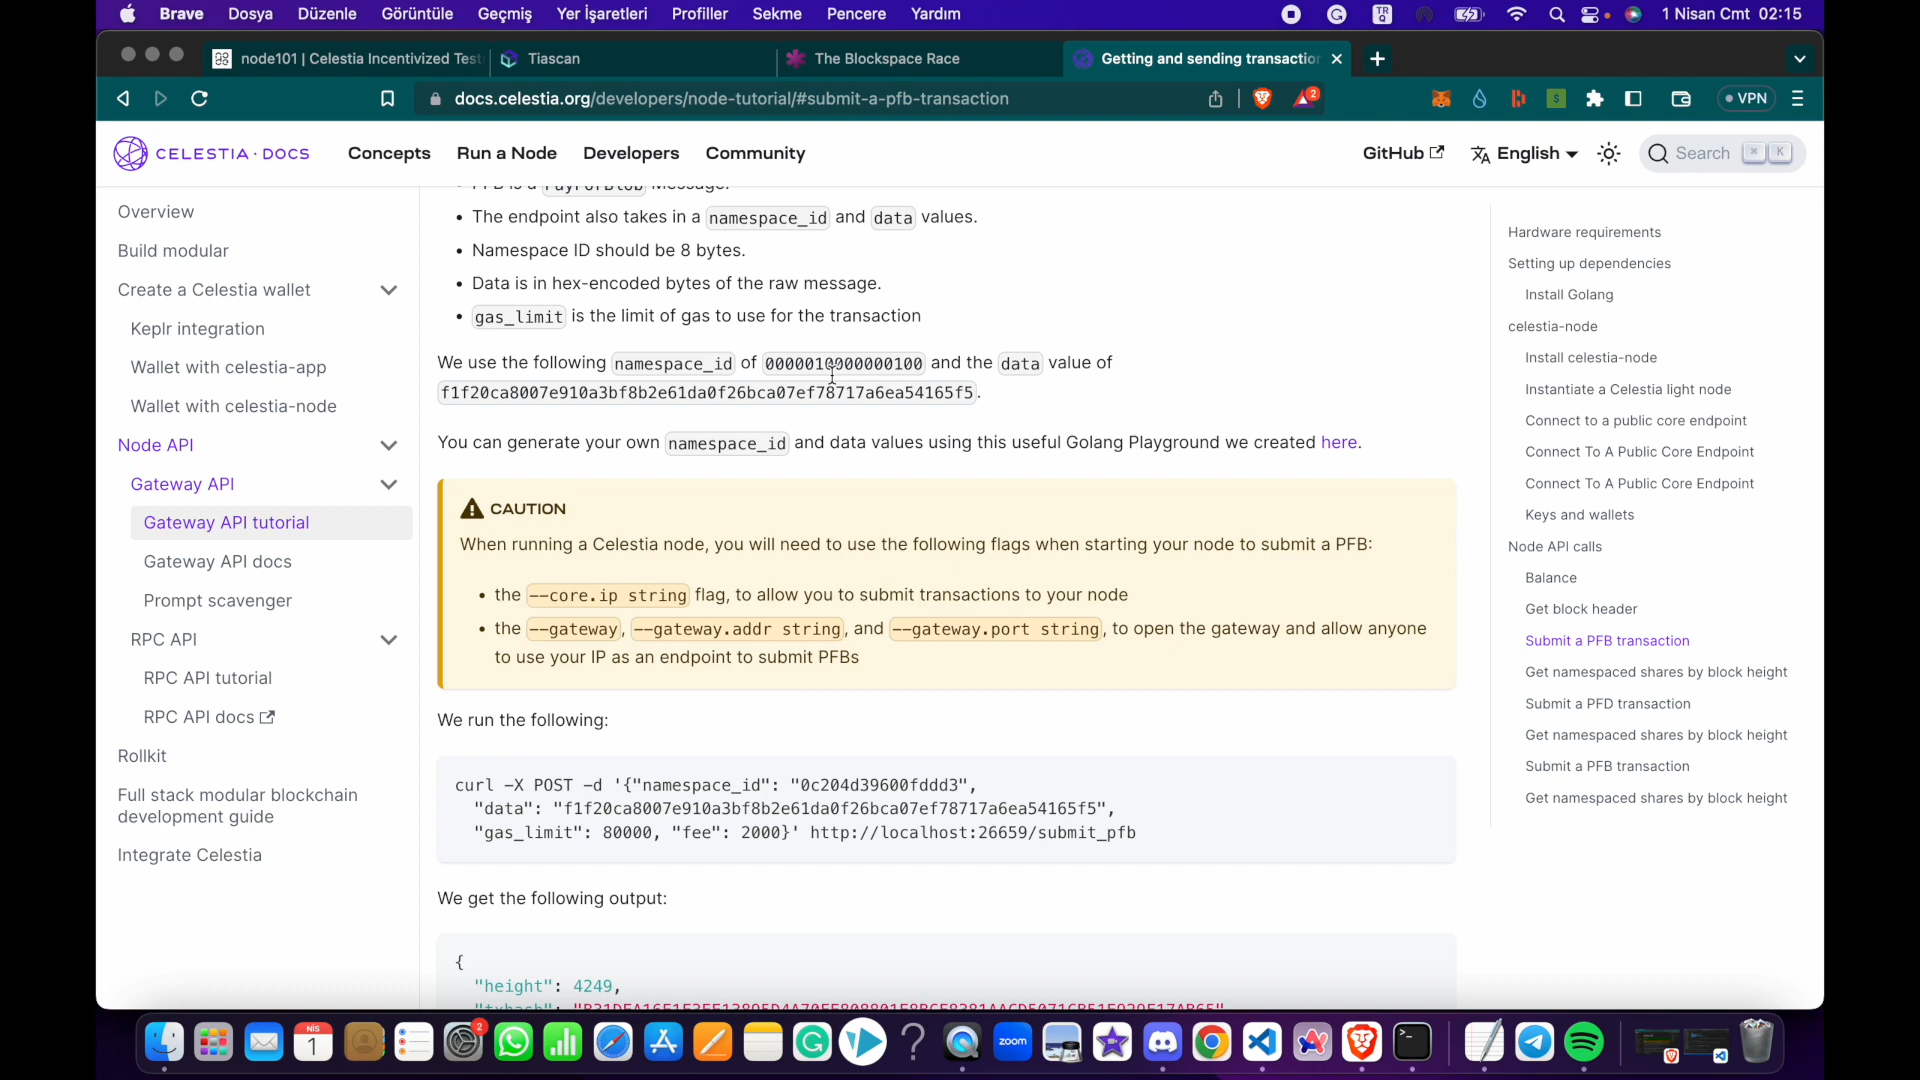 Brave Dosya Düzenle Görüntüle Geçmiş Yer İşaretleri Profiller Sekme Pencere Yardım
TR
Q
1 Nisan Cmt 02:15
node101 | Celestia Incentivized Test
Tiascan
The Blockspace Race
Getting and sending transactio
docs.celestia.org/developers/node-tutorial/#submit-a-pfb-transaction
2
VPN
CELESTIA · DOCS
Concepts Run a Node Developers Community
GitHub English Search ⌘ K
Overview
Build modular
Create a Celestia wallet
Keplr integration
Wallet with celestia-app
Wallet with celestia-node
Node API
Gateway API
Gateway API tutorial
Gateway API docs
Prompt scavenger
RPC API
RPC API tutorial
RPC API docs
Rollkit
Full stack modular blockchain
development guide
Integrate Celestia
PFB is a PayForBlob Message.
The endpoint also takes in a namespace_id and data values.
Namespace ID should be 8 bytes.
Data is in hex-encoded bytes of the raw message.
gas_limit is the limit of gas to use for the transaction
We use the following namespace_id of 0000010000000100 and the data value of
f1f20ca8007e910a3bf8b2e61da0f26bca07ef78717a6ea54165f5.
You can generate your own namespace_id and data values using this useful Golang Playground we created here.
CAUTION
When running a Celestia node, you will need to use the following flags when starting your node to submit a PFB:
the --core.ip string flag, to allow you to submit transactions to your node
the --gateway, --gateway.addr string, and --gateway.port string, to open the gateway and allow anyone
to use your IP as an endpoint to submit PFBs
We run the following:
curl -X POST -d '{"namespace_id": "0c204d39600fddd3",
"data": "f1f20ca8007e910a3bf8b2e61da0f26bca07ef78717a6ea54165f5",
"gas_limit": 80000, "fee": 2000}' http://localhost:26659/submit_pfb
We get the following output:
{
"height": 4249,
Hardware requirements
Setting up dependencies
Install Golang
celestia-node
Install celestia-node
Instantiate a Celestia light node
Connect to a public core endpoint
Connect To A Public Core Endpoint
Connect To A Public Core Endpoint
Keys and wallets
Node API calls
Balance
Get block header
Submit a PFB transaction
Get namespaced shares by block height
Submit a PFD transaction
Get namespaced shares by block height
Submit a PFB transaction
Get namespaced shares by block height
NİS
1
2
zoom